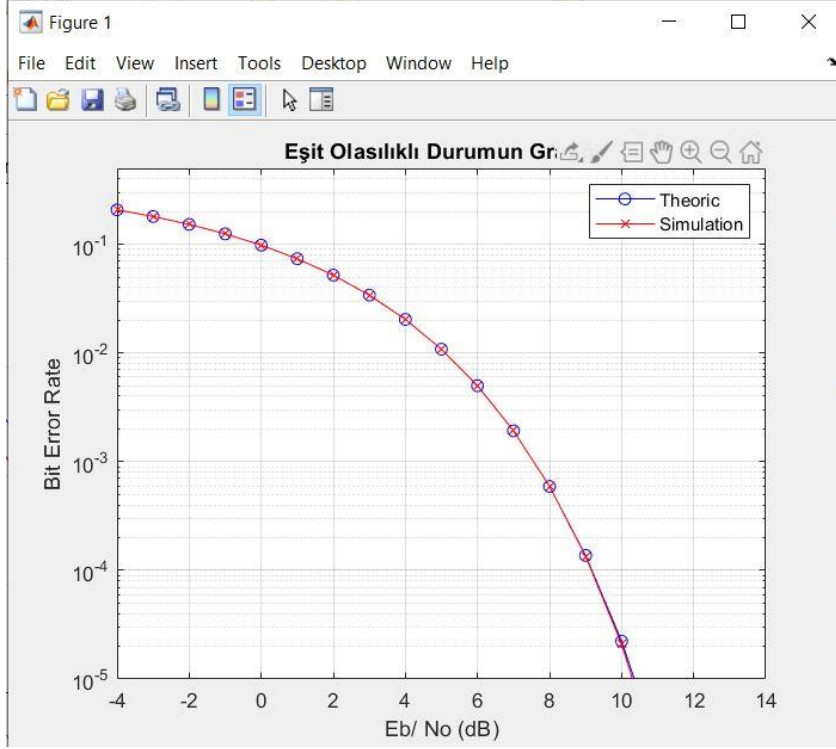 Figure 1
File Edit View Insert Tools Desktop Window Help
Eşit Olasılıklı Durumun
Theoric
Simulation
10-1
10-2
10-3
10-4
10-5
Bit Error Rate
-4 -2 0 2 4 6 8 10 12 14
Eb/ No (dB)